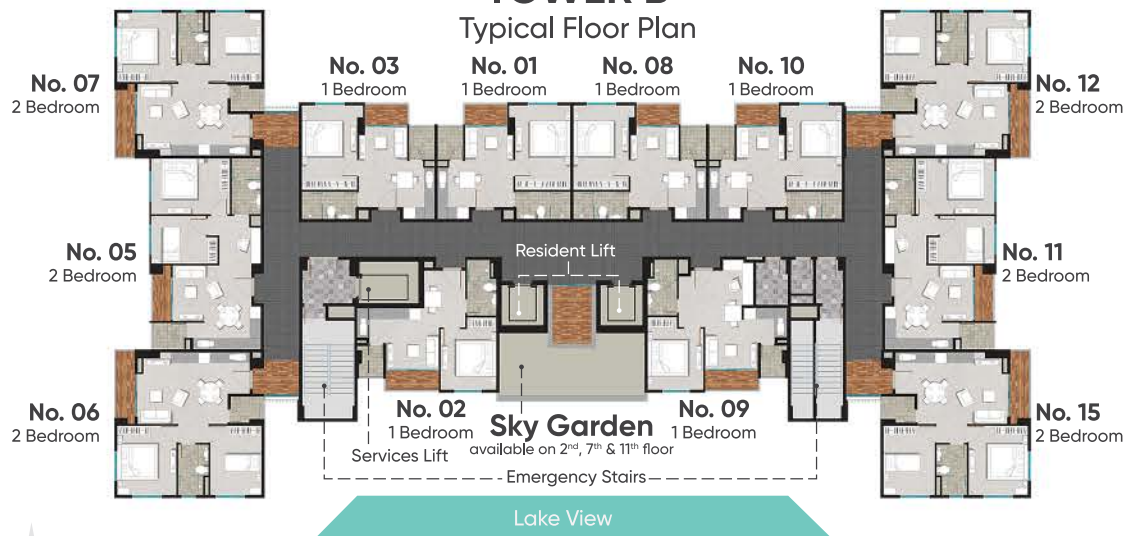 TOWER B
Typical Floor Plan
No. 07
2 Bedroom
No. 03
1 Bedroom
No. 01
1 Bedroom
No. 08
1 Bedroom
No. 10
1 Bedroom
No. 12
2 Bedroom
No. 05
2 Bedroom
Resident Lift
No. 11
2 Bedroom
No. 06
2 Bedroom
No. 02
1 Bedroom
Services Lift
Sky Garden
available on 2nd, 7th & 11th floor
No. 09
1 Bedroom
No. 15
2 Bedroom
Emergency Stairs
Lake View